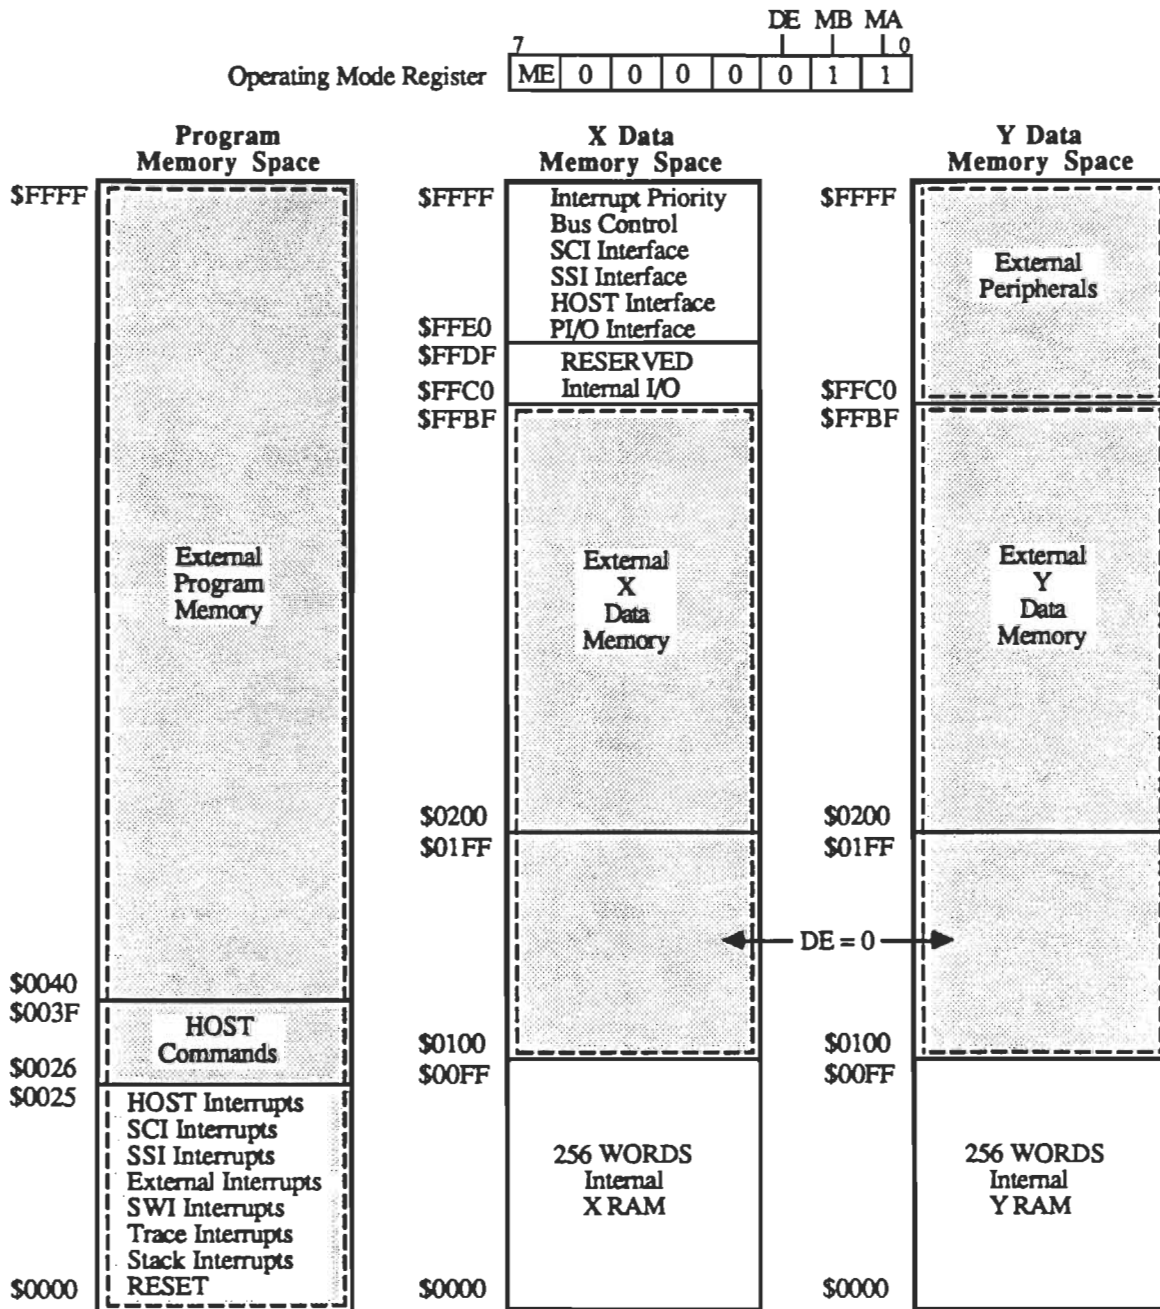 DE MB MA
7 0
Operating Mode Register ME 0 0 0 0 0 1 1
Program
Memory Space
$FFFF
External
Program
Memory
$0040
$003F
HOST
Commands
$0026
$0025
HOST Interrupts
SCI Interrupts
SSI Interrupts
External Interrupts
SWI Interrupts
Trace Interrupts
Stack Interrupts
$0000 RESET
X Data
Memory Space
$FFFF Interrupt Priority
Bus Control
SCI Interface
SSI Interface
HOST Interface
$FFE0 PI/O Interface
$FFDF RESERVED
$FFC0 Internal I/O
$FFBF
External
X
Data
Memory
$0200
$01FF
DE = 0
$0100
$00FF
256 WORDS
Internal
X RAM
$0000
Y Data
Memory Space
$FFFF
External
Peripherals
$FFC0
$FFBF
External
Y
Data
Memory
$0200
$01FF
$0100
$00FF
256 WORDS
Internal
Y RAM
$0000